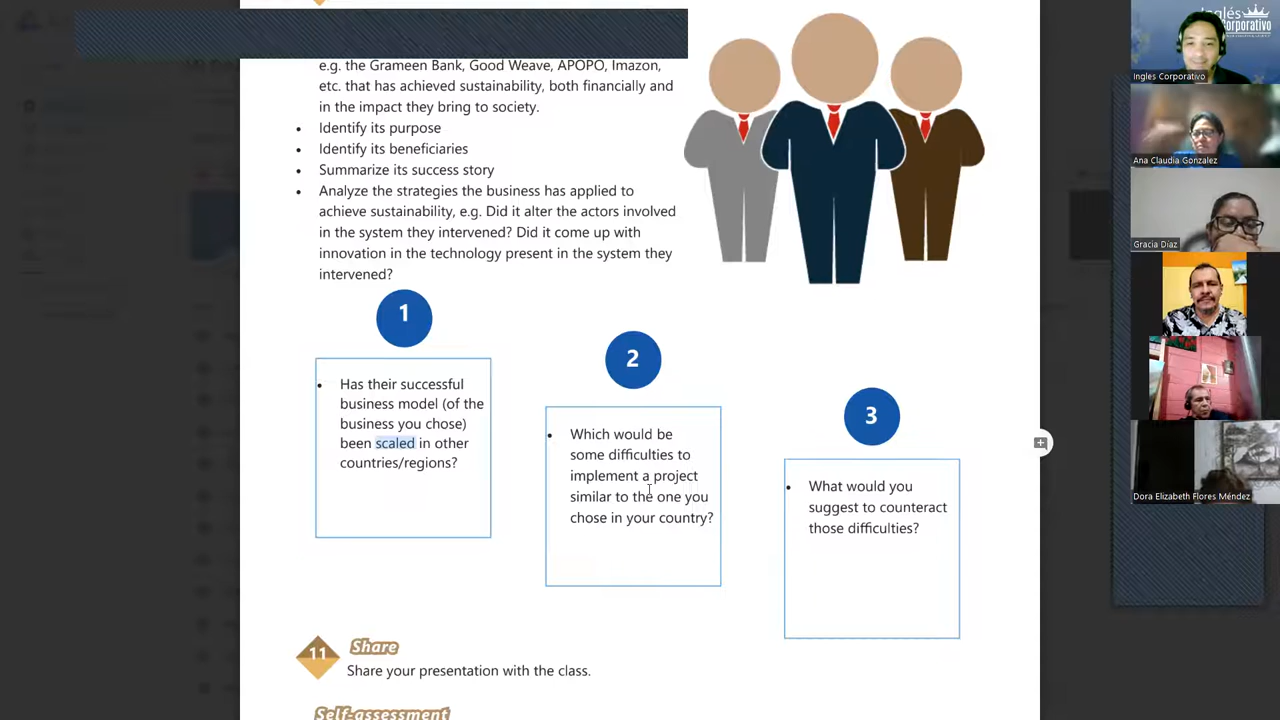 e.g. the Grameen Bank, Good Weave, APOPO, Imazon,
etc. that has achieved sustainability, both financially and
in the impact they bring to society.
• Identify its purpose
• Identify its beneficiaries
• Summarize its success story
• Analyze the strategies the business has applied to
achieve sustainability, e.g. Did it alter the actors involved
in the system they intervened? Did it come up with
innovation in the technology present in the system they
intervened?
1
• Has their successful
business model (of the
business you chose)
been scaled in other
countries/regions?
2
• Which would be
some difficulties to
implement a project
similar to the one you
chose in your country?
3
• What would you
suggest to counteract
those difficulties?
11
Share
Share your presentation with the class.
Self-assessment
Inglés
Corporativo
Ingles Corporativo
Ana Claudia Gonzalez
Gracia Díaz
Dora Elizabeth Flores Méndez